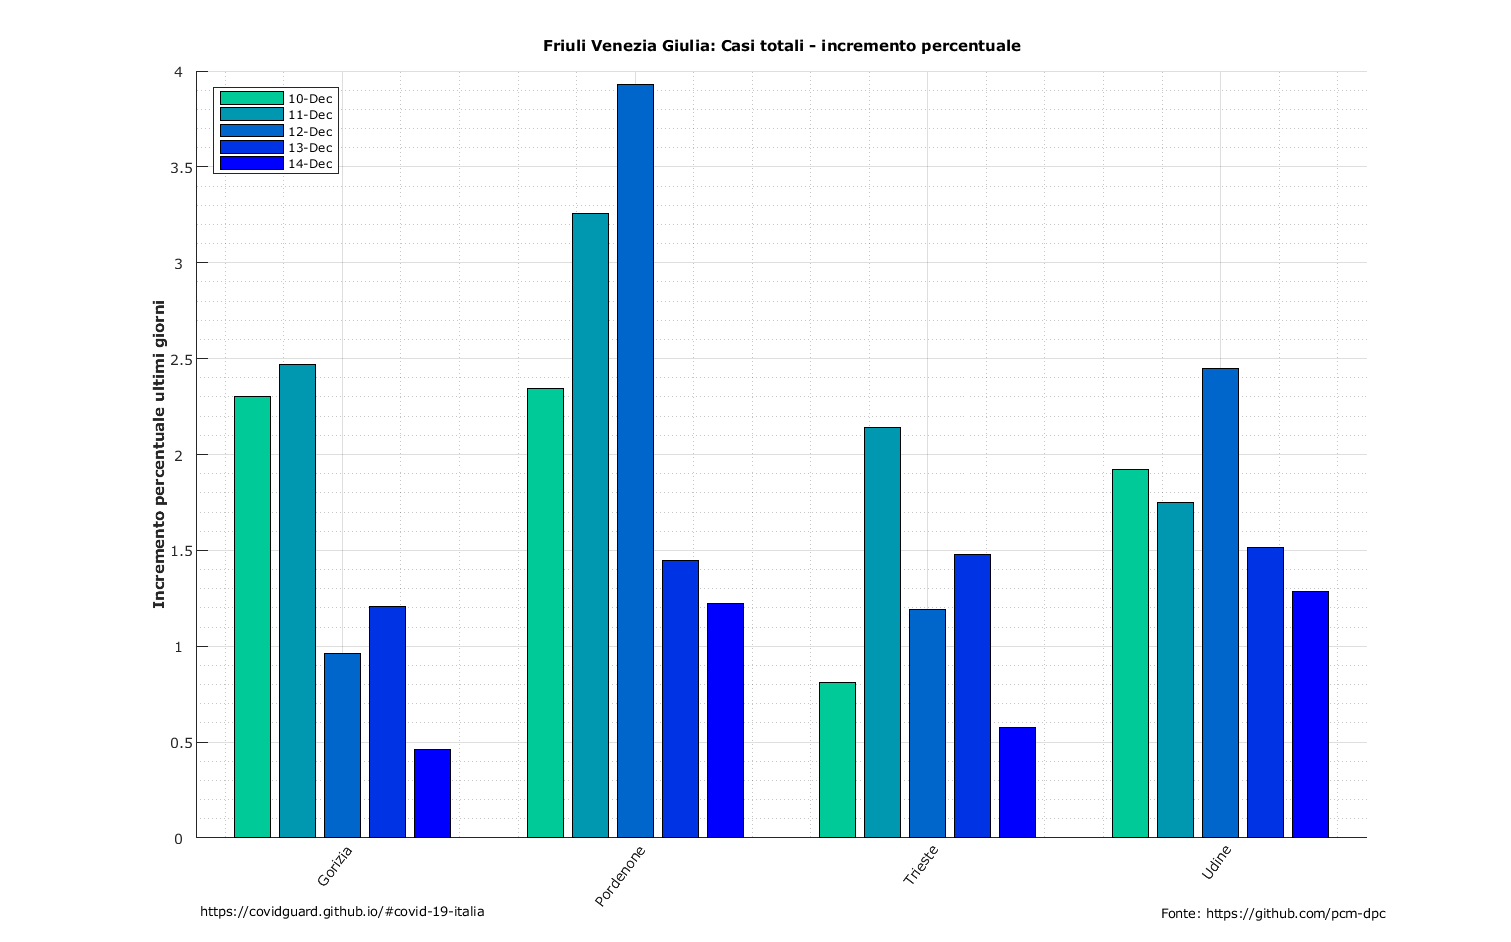 Friuli Venezia Giulia: Casi totali - incremento percentuale
Incremento percentuale ultimi giorni
4
3.5
3
2.5
2
1.5
1
0.5
0
10-Dec
11-Dec
12-Dec
13-Dec
14-Dec
Gorizia
Pordenone
Trieste
Udine
https://covidguard.github.io/#covid-19-italia
Fonte: https://github.com/pcm-dpc